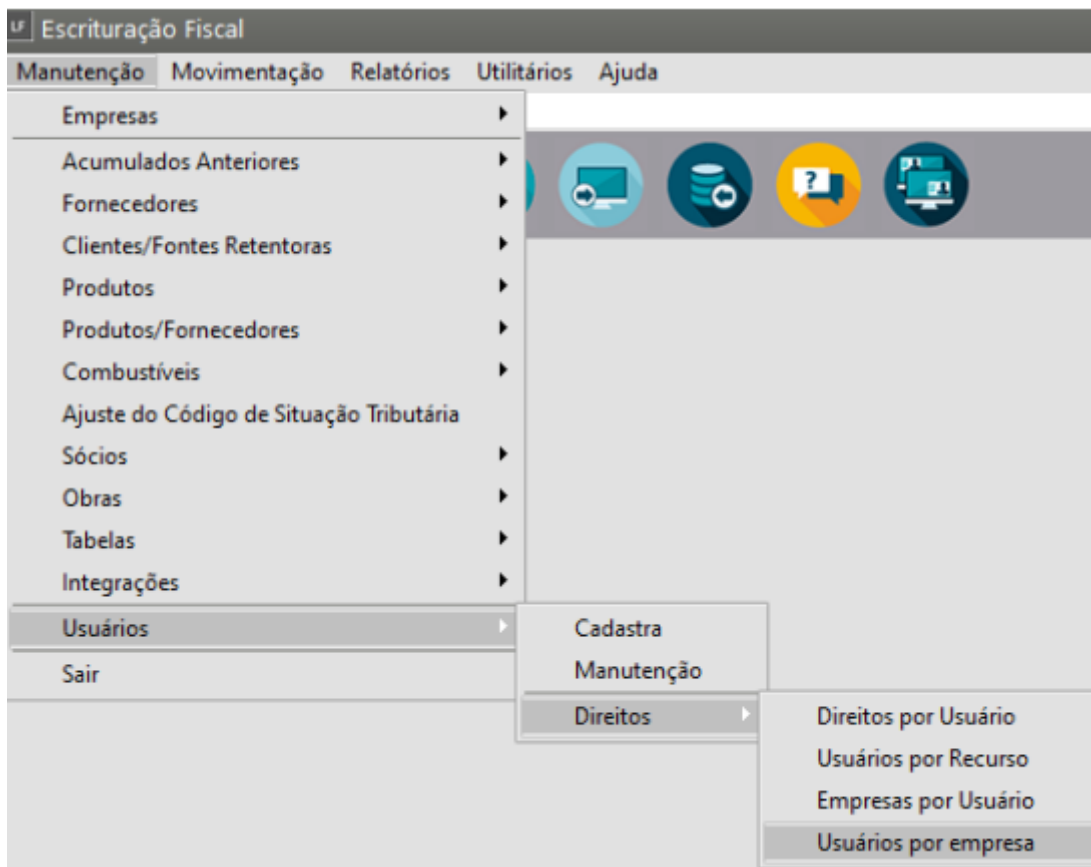 LF Escrituração Fiscal
Manutenção Movimentação Relatórios Utilitários Ajuda
Empresas
Acumulados Anteriores
Fornecedores
Clientes/Fontes Retentoras
Produtos
Produtos/Fornecedores
Combustíveis
Ajuste do Código de Situação Tributária
Sócios
Obras
Tabelas
Integrações
Usuários
Sair
Cadastra
Manutenção
Direitos
Direitos por Usuário
Usuários por Recurso
Empresas por Usuário
Usuários por empresa
?